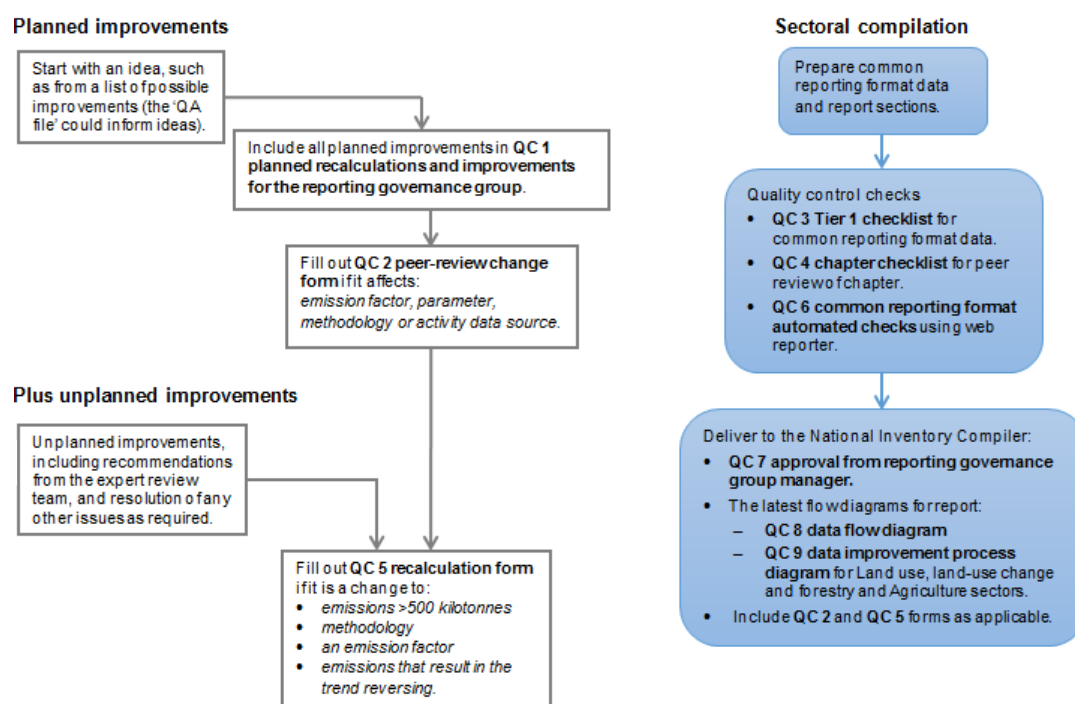 Planned improvements
Start with an idea, such
as from a list of possible
improvements (the ‘QA
file’ could inform ideas).
Include all planned improvements in QC 1
planned recalculations and improvements
for the reporting governance group.
Fill out QC 2 peer-review change
form if it affects:
emission factor, parameter,
methodology or activity data source.
Plus unplanned improvements
Unplanned improvements,
including recommendations
from the expert review
team, and resolution of any
other issues as required.
Fill out QC 5 recalculation form
if it is a change to:
• emissions >500 kilotonnes
• methodology
• an emission factor
• emissions that result in the
trend reversing.
Sectoral compilation
Prepare common
reporting format data
and report sections.
Quality control checks
• QC 3 Tier 1 checklist for
common reporting format data.
• QC 4 chapter checklist for peer
review of chapter.
• QC 6 common reporting format
automated checks using web
reporter.
Deliver to the National Inventory Compiler:
• QC 7 approval from reporting governance
group manager.
• The latest flow diagrams for report:
– QC 8 data flow diagram
– QC 9 data improvement process
diagram for Land use, land-use change
and forestry and Agriculture sectors.
• Include QC 2 and QC 5 forms as applicable.